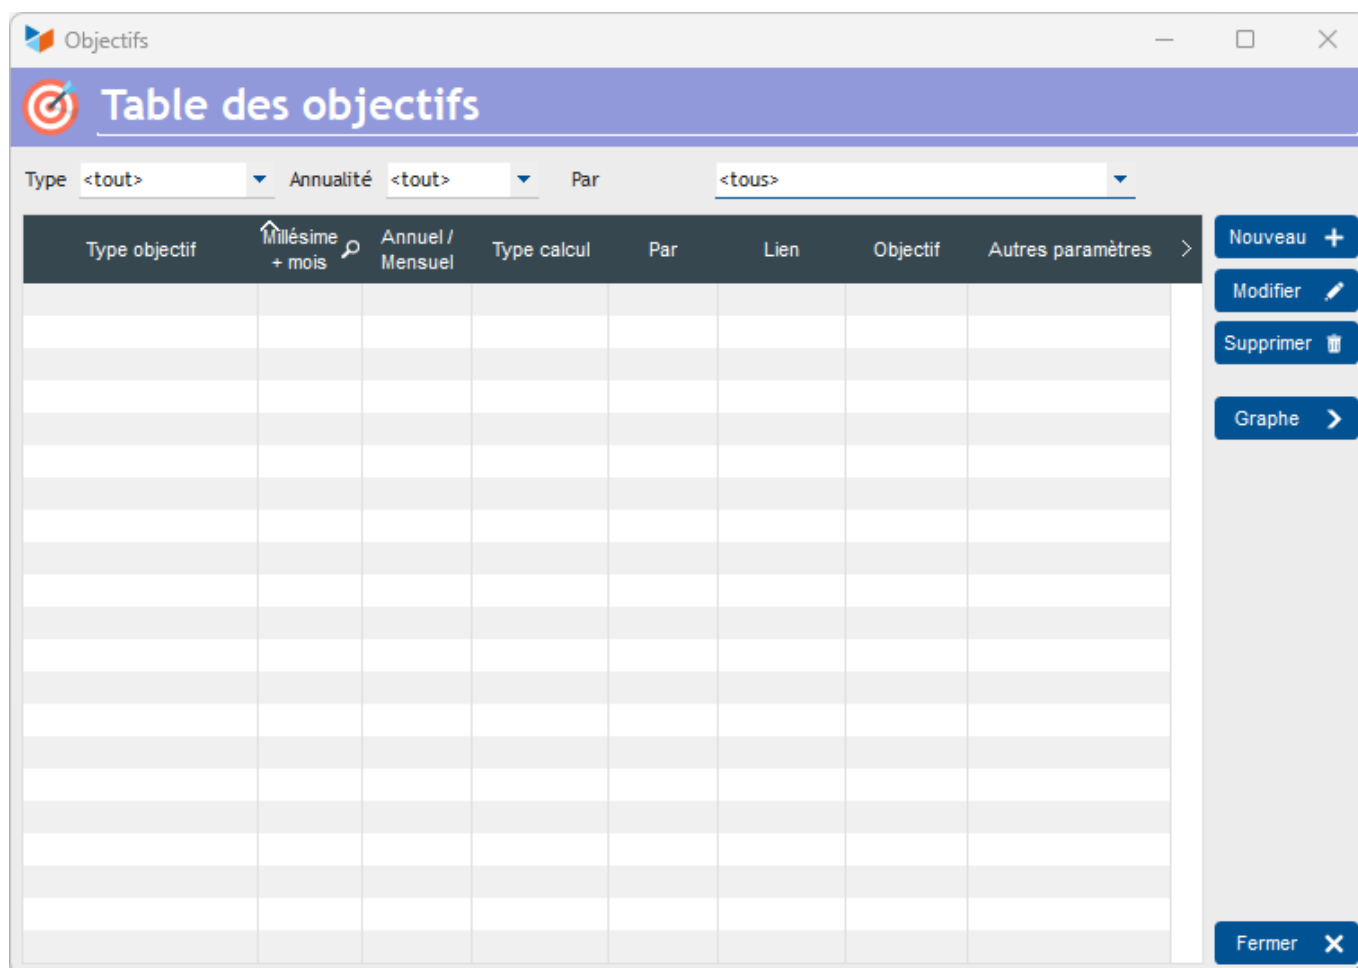 Objectifs
Table des objectifs
Type <tout> Annualité <tout> Par <tous>
Type objectif Millésime + mois Annuel / Mensuel Type calcul Par Lien Objectif Autres paramètres
Nouveau
Modifier
Supprimer
Graphe
Fermer